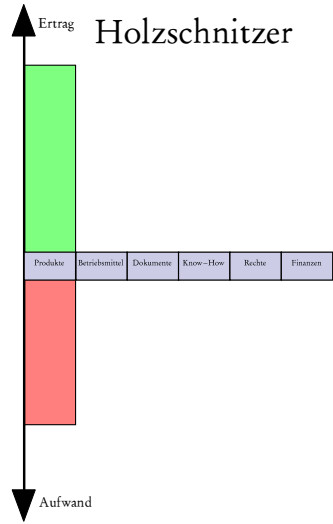 Ertrag
Holzschnitzer
Produkte Betriebsmittel Dokumente Know-How Rechte Finanzen
Aufwand